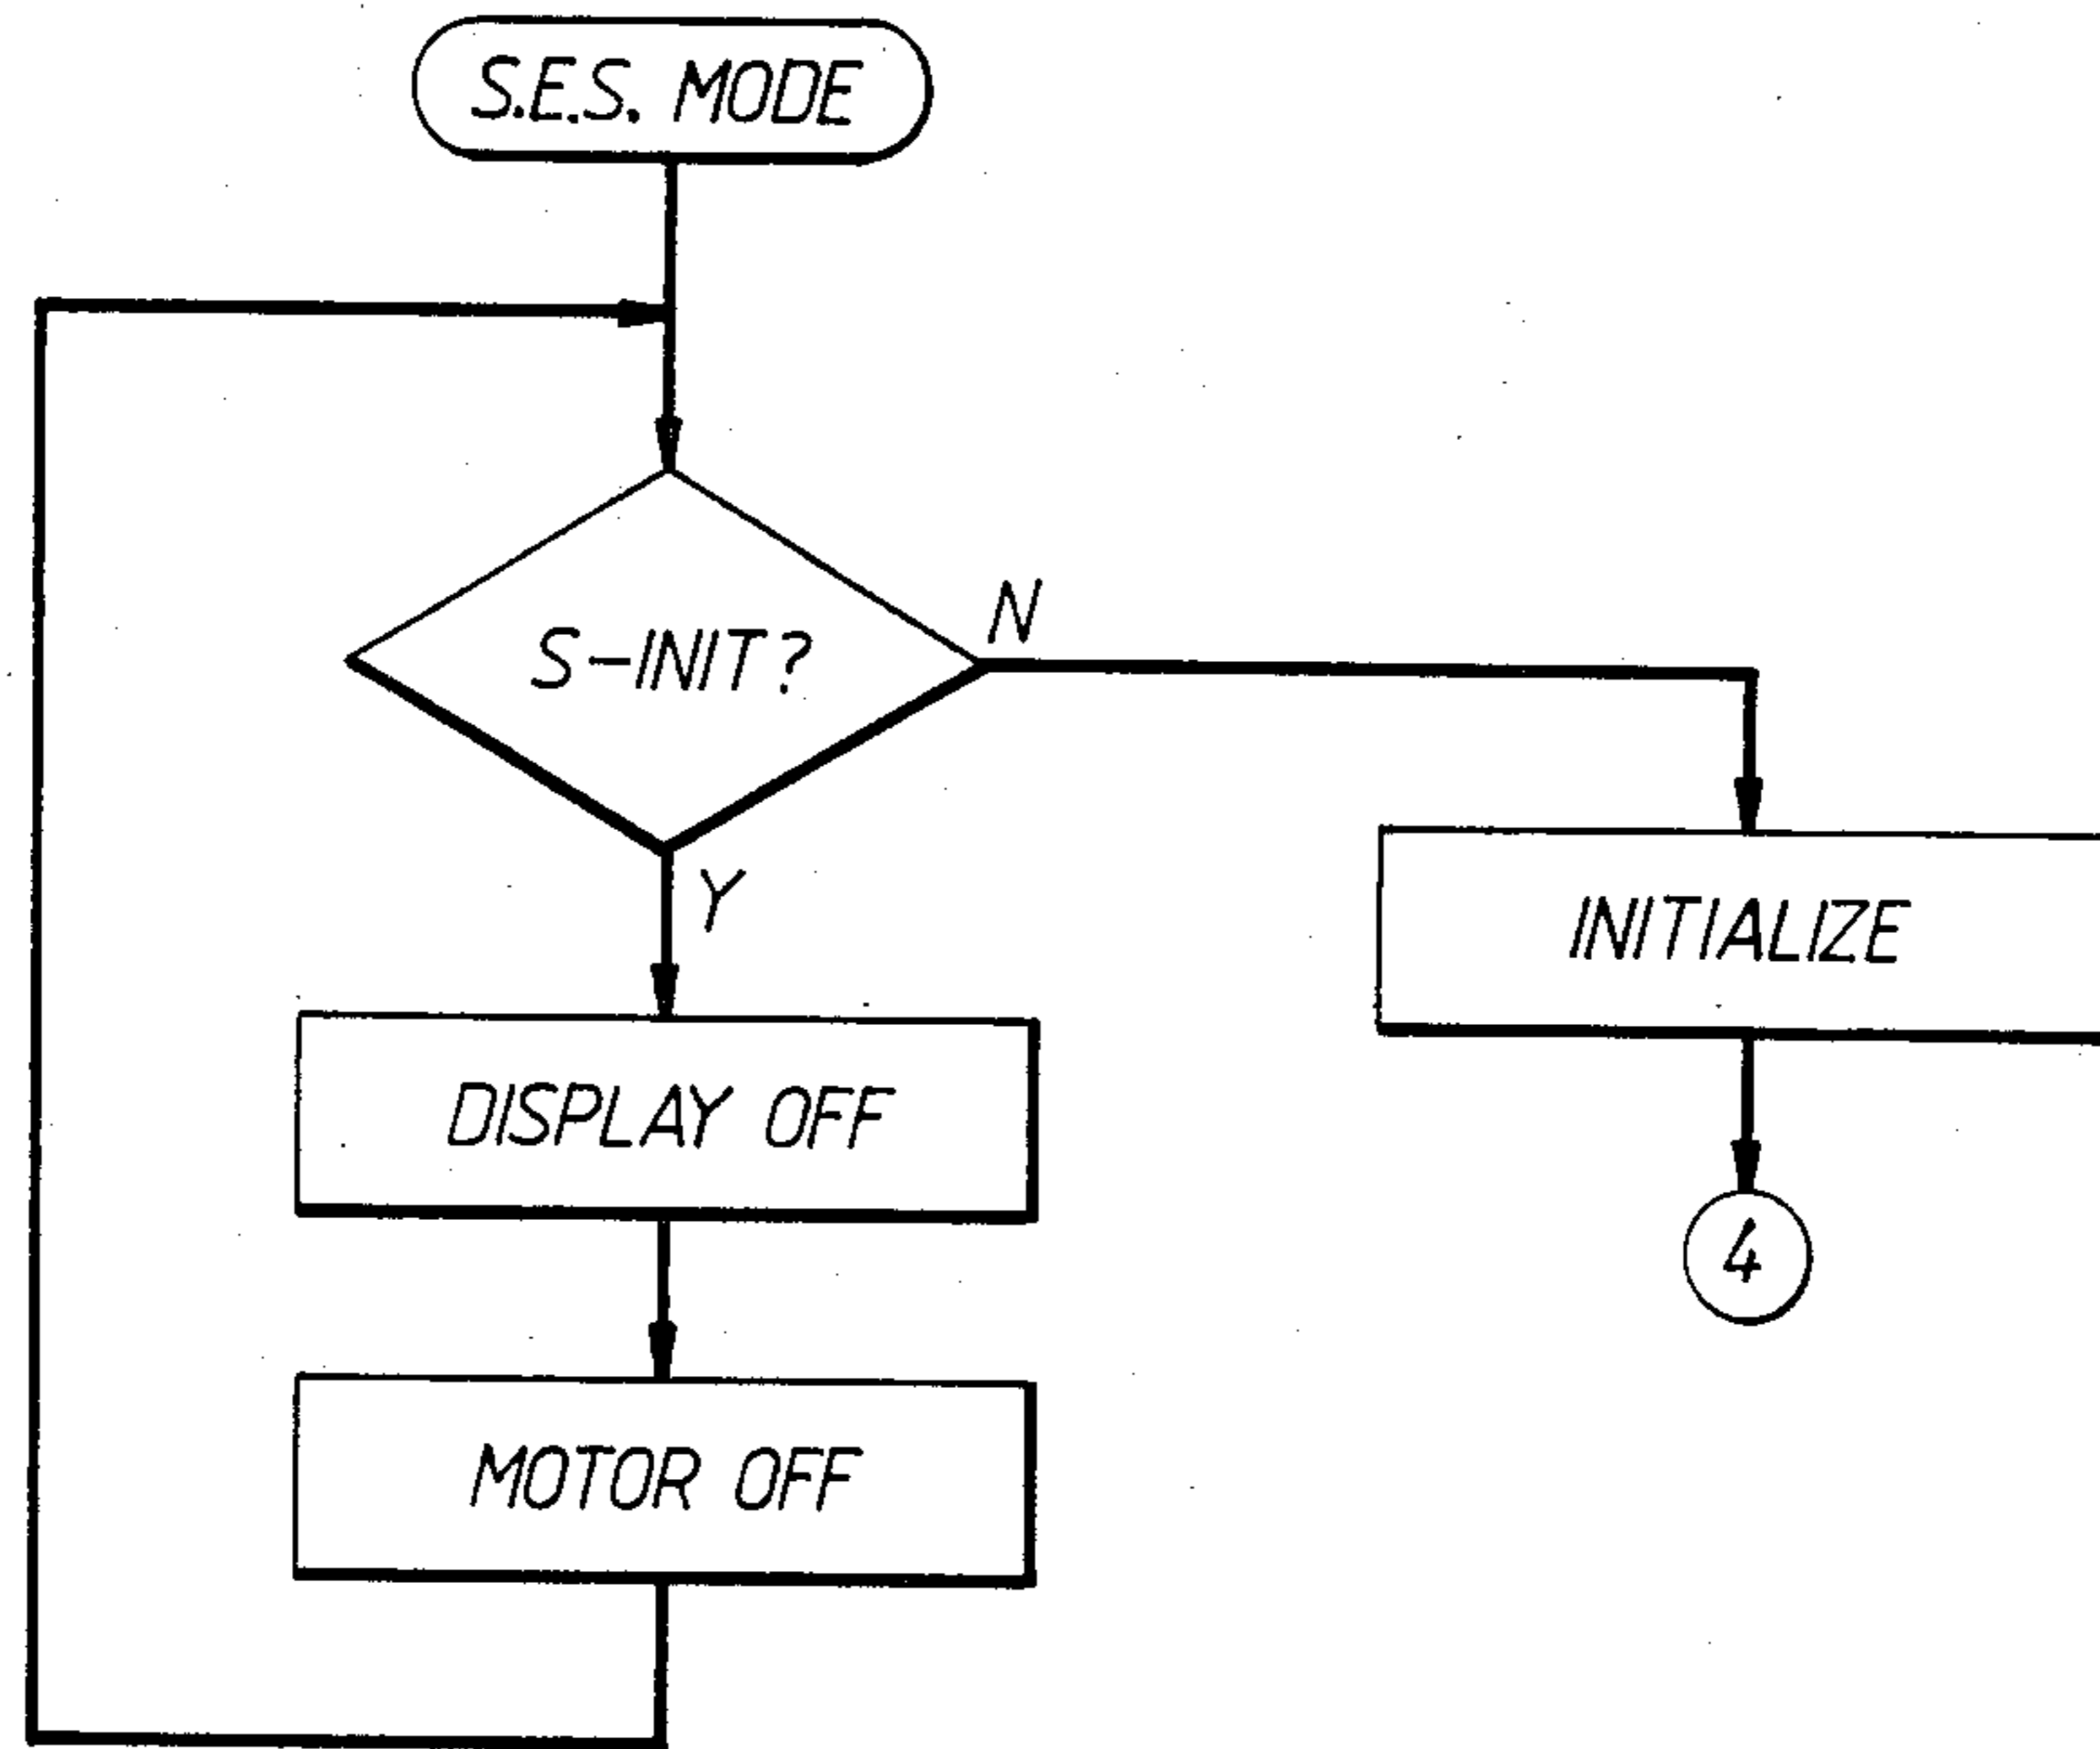 S.E.S. MODE
S-INIT?
N
Y
INITIALIZE
DISPLAY OFF
4
MOTOR OFF